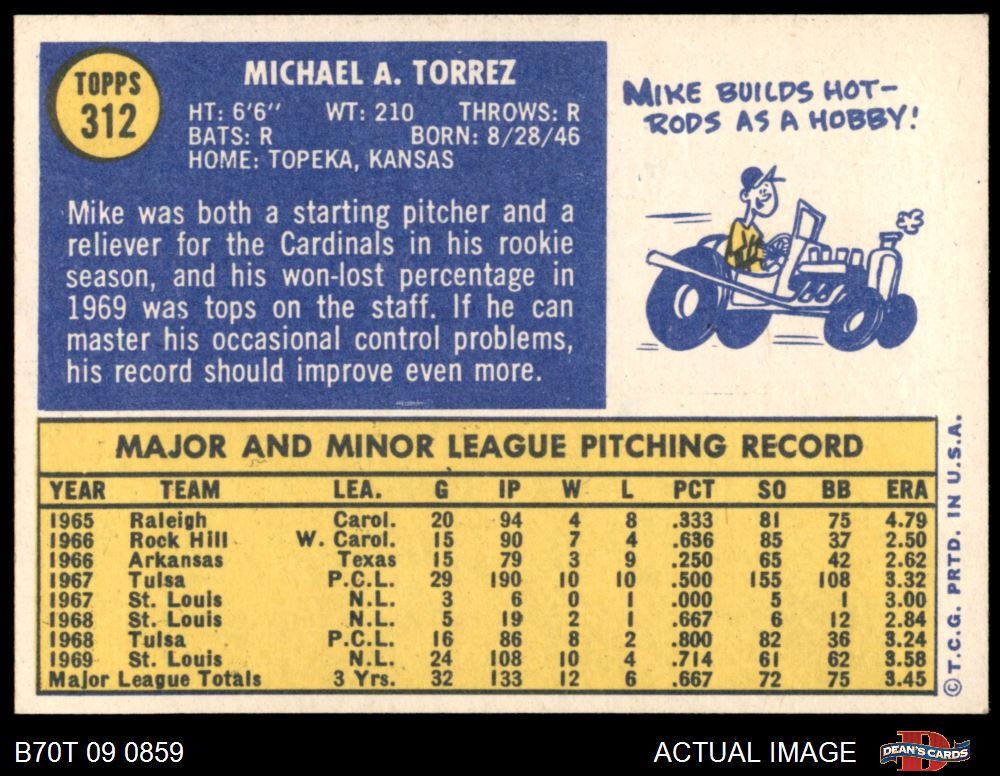 TOPPS
312
MICHAEL A. TORREZ
HT: 6'6" WT: 210 THROWS: R
BATS: R BORN: 8/28/46
HOME: TOPEKA, KANSAS
Mike was both a starting pitcher and a
reliever for the Cardinals in his rookie
season, and his won-lost percentage in
1969 was tops on the staff. If he can
master his occasional control problems,
his record should improve even more.
MIKE BUILDS HOT-
RODS AS A HOBBY!
MAJOR AND MINOR LEAGUE PITCHING RECORD
YEAR TEAM LEA. G IP W L PCT SO BB ERA
1965 Raleigh Carol. 20 94 4 8 .333 81 75 4.79
1966 Rock Hill W. Carol. 15 90 7 4 .636 85 37 2.50
1966 Arkansas Texas 15 79 3 9 .250 65 42 2.62
1967 Tulsa P.C.L. 29 190 10 10 .500 155 108 3.32
1967 St. Louis N.L. 3 6 0 1 .000 5 1 3.00
1968 St. Louis N.L. 5 19 2 1 .667 6 12 2.84
1968 Tulsa P.C.L. 16 86 8 2 .800 82 36 3.24
1969 St. Louis N.L. 24 108 10 4 .714 61 62 3.58
Major League Totals 3 Yrs. 32 133 12 6 .667 72 75 3.45
© T.C.G. PRTD. IN U.S.A.
B70T 09 0859
ACTUAL IMAGE
DEAN'S CARDS